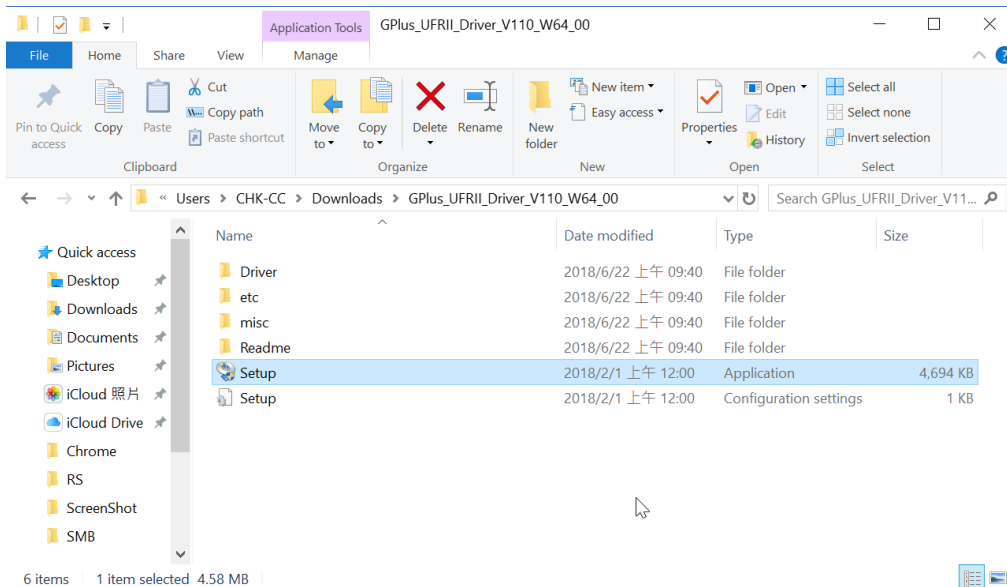 Application Tools GPlus_UFRII_Driver_V110_W64_00
File Home Share View Manage
Pin to Quick access
Copy
Paste
Cut
Copy path
Paste shortcut
Clipboard
Move to
Copy to
Delete
Rename
Organize
New folder
New item
Easy access
New
Properties
Open
Edit
History
Open
Select all
Select none
Invert selection
Select
« Users > CHK-CC > Downloads > GPlus_UFRII_Driver_V110_W64_00
Search GPlus_UFRII_Driver_V11...
Quick access
Desktop
Downloads
Documents
Pictures
iCloud 照片
iCloud Drive
Chrome
RS
ScreenShot
SMB
Name Date modified Type Size
Driver 2018/6/22 上午 09:40 File folder
etc 2018/6/22 上午 09:40 File folder
misc 2018/6/22 上午 09:40 File folder
Readme 2018/6/22 上午 09:40 File folder
Setup 2018/2/1 上午 12:00 Application 4,694 KB
Setup 2018/2/1 上午 12:00 Configuration settings 1 KB
6 items 1 item selected 4.58 MB